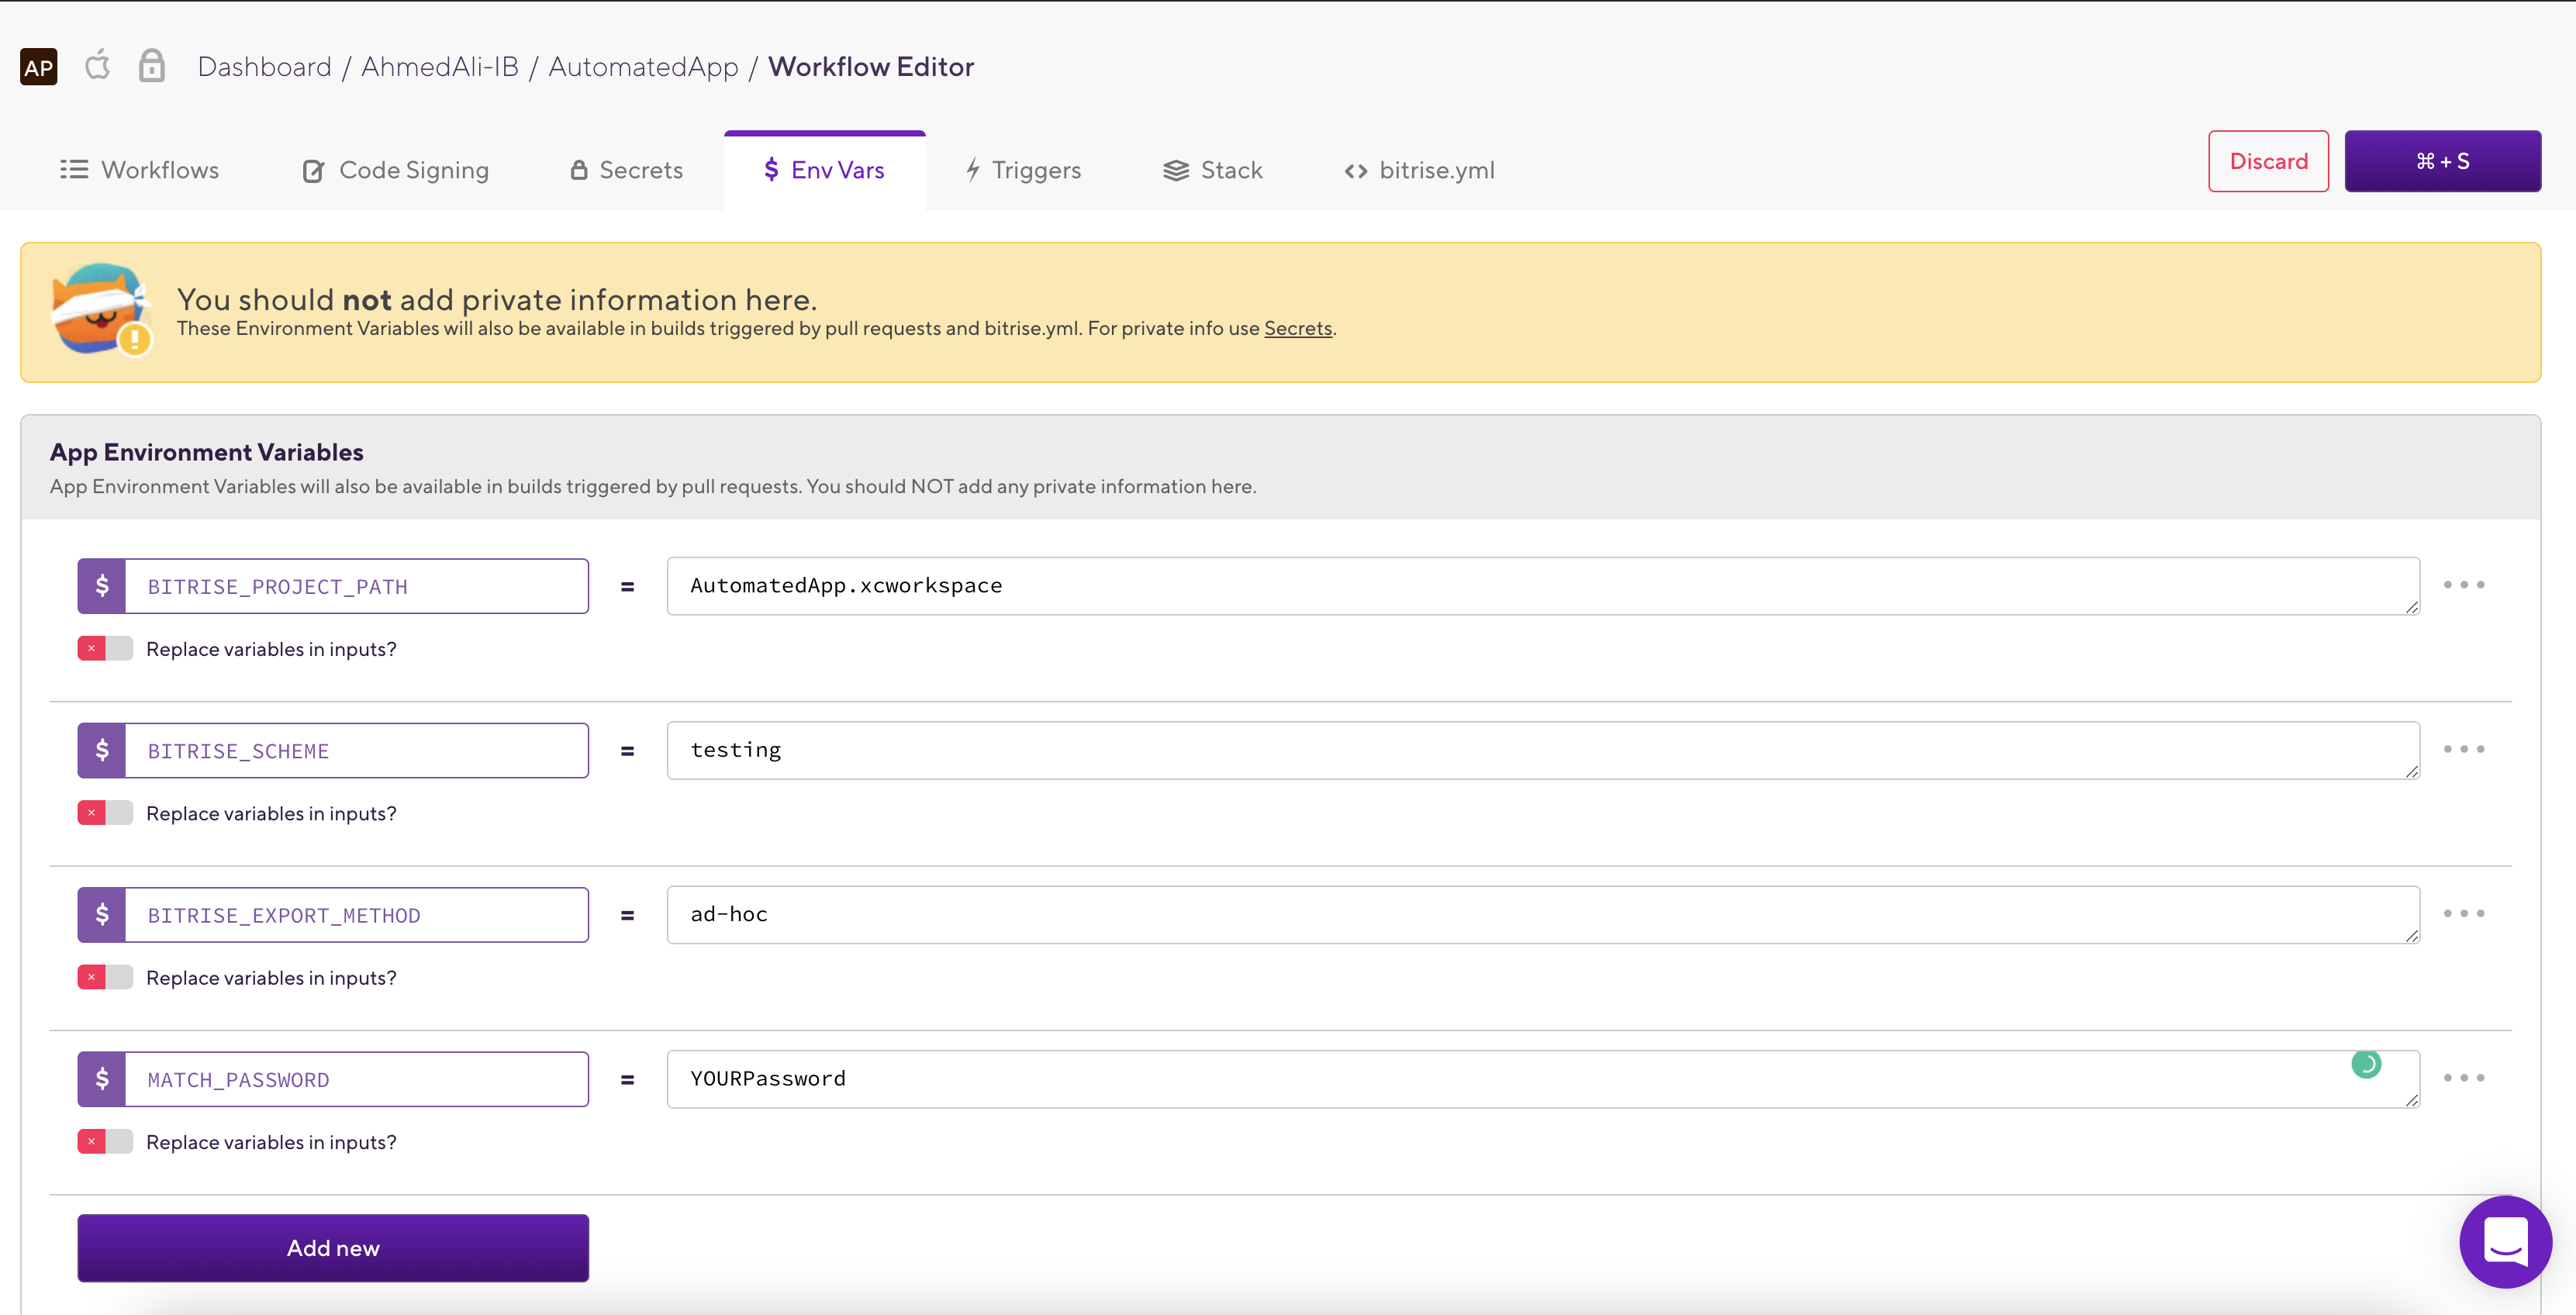 AP Dashboard / AhmedAli-IB / AutomatedApp / Workflow Editor
Workflows Code Signing Secrets $ Env Vars Triggers Stack <> bitrise.yml Discard ⌘ + S
You should not add private information here.
These Environment Variables will also be available in builds triggered by pull requests and bitrise.yml. For private info use Secrets.
App Environment Variables
App Environment Variables will also be available in builds triggered by pull requests. You should NOT add any private information here.
$ BITRISE_PROJECT_PATH = AutomatedApp.xcworkspace
Replace variables in inputs?
$ BITRISE_SCHEME = testing
Replace variables in inputs?
$ BITRISE_EXPORT_METHOD = ad-hoc
Replace variables in inputs?
$ MATCH_PASSWORD = YOURPassword
Replace variables in inputs?
Add new